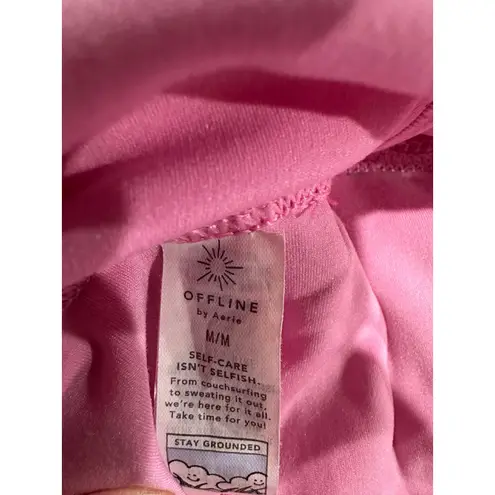 OFFLINE
by Aerie
M/M
SELF-CARE
ISN'T SELFISH.
From couchsurfing
to sweating it out,
we're here for it all.
Take time for you!
STAY GROUNDED